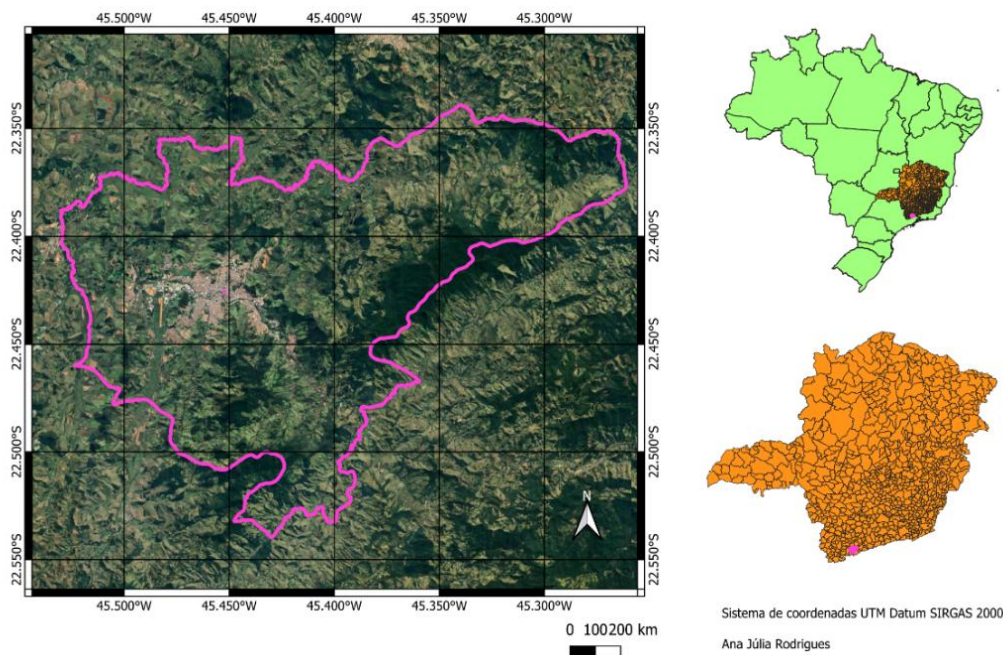 45.500°W 45.450°W 45.400°W 45.350°W 45.300°W
22.350°S 22.350°S
22.400°S 22.400°S
22.450°S 22.450°S
22.500°S 22.500°S
22.550°S 22.550°S
N
45.500°W 45.450°W 45.400°W 45.350°W 45.300°W
0 100200 km
Sistema de coordenadas UTM Datum SIRGAS 2000
Ana Júlia Rodrigues